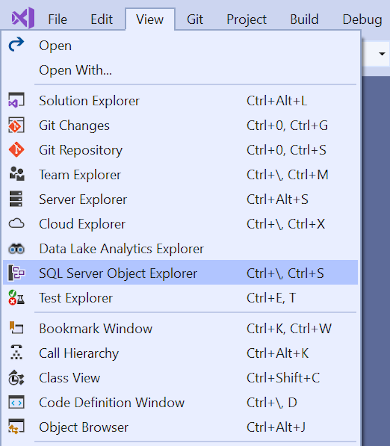 File Edit View Git Project Build Debug
Open
Open With...
Solution Explorer Ctrl+Alt+L
Git Changes Ctrl+0, Ctrl+G
Git Repository Ctrl+0, Ctrl+S
Team Explorer Ctrl+\, Ctrl+M
Server Explorer Ctrl+Alt+S
Cloud Explorer Ctrl+\, Ctrl+X
Data Lake Analytics Explorer
SQL Server Object Explorer Ctrl+\, Ctrl+S
Test Explorer Ctrl+E, T
Bookmark Window Ctrl+K, Ctrl+W
Call Hierarchy Ctrl+Alt+K
Class View Ctrl+Shift+C
Code Definition Window Ctrl+\, D
Object Browser Ctrl+Alt+J